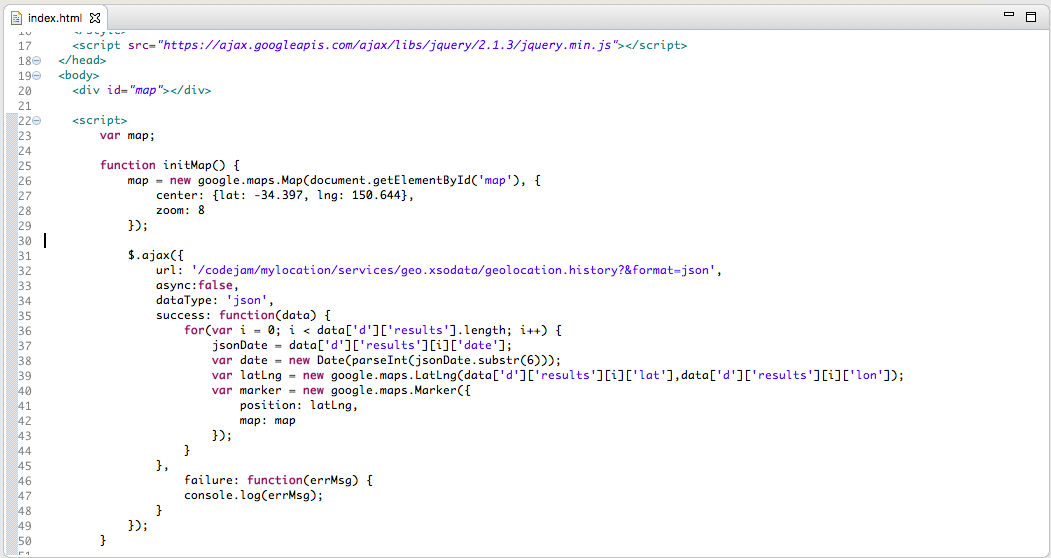 index.html
17 <script src="https://ajax.googleapis.com/ajax/libs/jquery/2.1.3/jquery.min.js"></script>
18 </head>
19 <body>
20 <div id="map"></div>
21
22 <script>
23 var map;
24
25 function initMap() {
26 map = new google.maps.Map(document.getElementById('map'), {
27 center: {lat: -34.397, lng: 150.644},
28 zoom: 8
29 });
30
31 $.ajax({
32 url: '/codejam/mylocation/services/geo.xsodata/geolocation.history?&format=json',
33 async:false,
34 dataType: 'json',
35 success: function(data) {
36 for(var i = 0; i < data['d']['results'].length; i++) {
37 jsonDate = data['d']['results'][i]['date'];
38 var date = new Date(parseInt(jsonDate.substr(6)));
39 var latLng = new google.maps.LatLng(data['d']['results'][i]['lat'],data['d']['results'][i]['lon']);
40 var marker = new google.maps.Marker({
41 position: latLng,
42 map: map
43 });
44 }
45 },
46 failure: function(errMsg) {
47 console.log(errMsg);
48 }
49 });
50 }